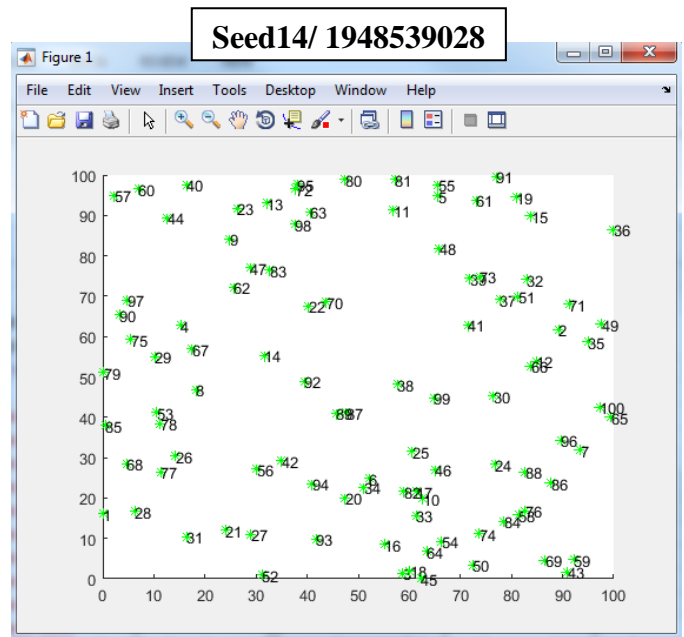 Seed14/ 1948539028
Figure 1
File Edit View Insert Tools Desktop Window Help
100
90
80
70
60
50
40
30
20
10
0
0 10 20 30 40 50 60 70 80 90 100
57 60 40 95 72 80 81 55 5 91 19
44 23 13 63 98 11 61 15 36
9 48
47 83 62 73 32
97 90 22 70 37 51 71
4 41 2 49
75 29 67 14 35 12 66
79 8 92 38 99 30
53 78 85 89 87 100 65
26 68 77 56 42 25 46 24 96 7
94 6 34 20 82 17 10 88 86
1 28 33 76 58 84
31 21 27 93 16 54 64 74
52 3 18 45 50 69 59 43